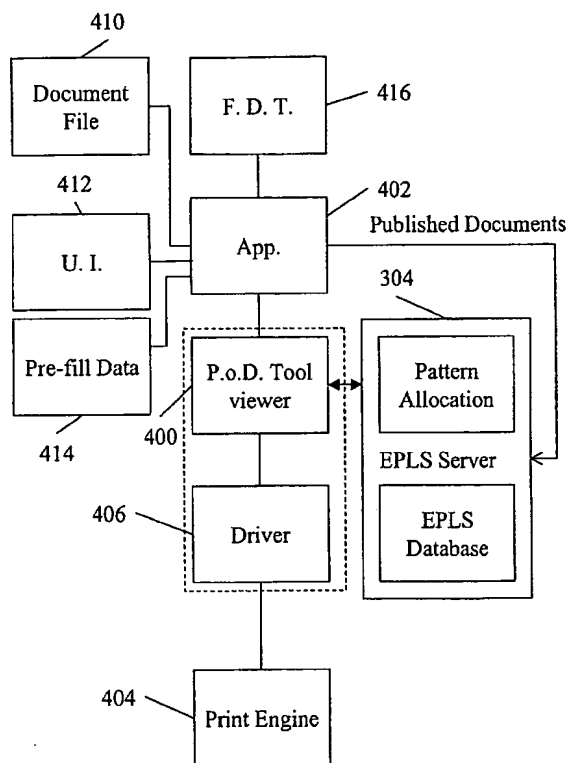 410
Document
File
F. D. T.
416
412
402
Published Documents
U. I.
App.
304
Pre-fill Data
P.o.D. Tool
viewer
Pattern
Allocation
414
400
EPLS Server
406
Driver
EPLS
Database
404
Print Engine